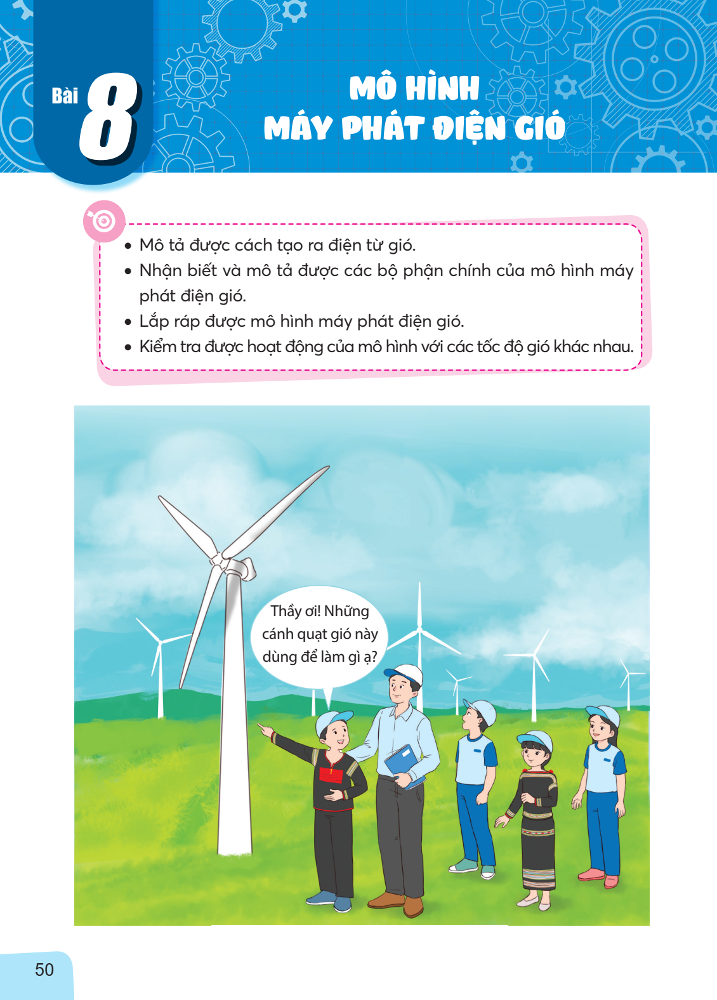 Bài
8
MÔ HÌNH
MÁY PHÁT ĐIỆN GIÓ
• Mô tả được cách tạo ra điện từ gió.
• Nhận biết và mô tả được các bộ phận chính của mô hình máy
phát điện gió.
• Lắp ráp được mô hình máy phát điện gió.
• Kiểm tra được hoạt động của mô hình với các tốc độ gió khác nhau.
Thầy ơi! Những
cánh quạt gió này
dùng để làm gì ạ?
50